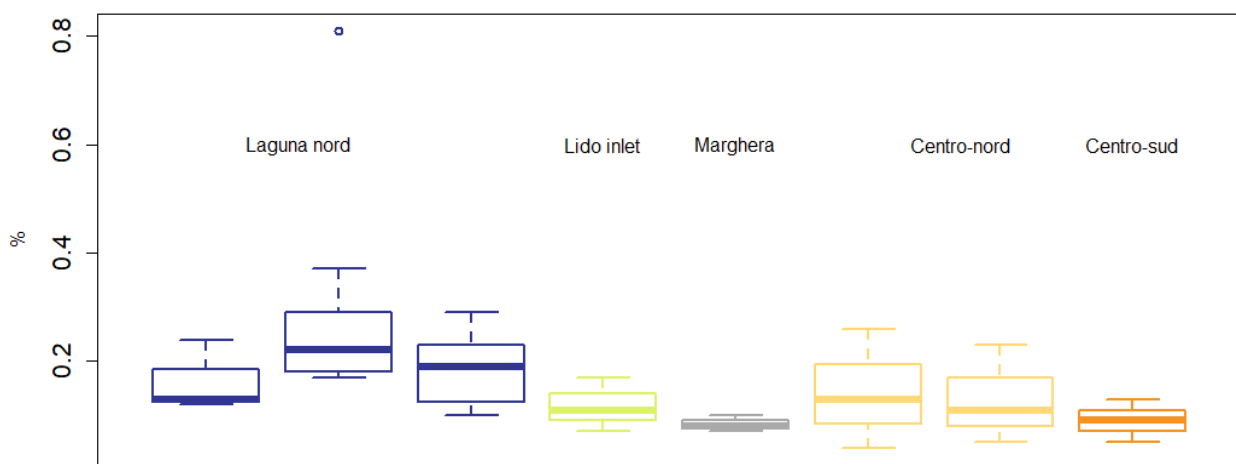 0.8
Laguna nord
Lido inlet
Marghera
Centro-nord
Centro-sud
0.6
%
0.4
0.2